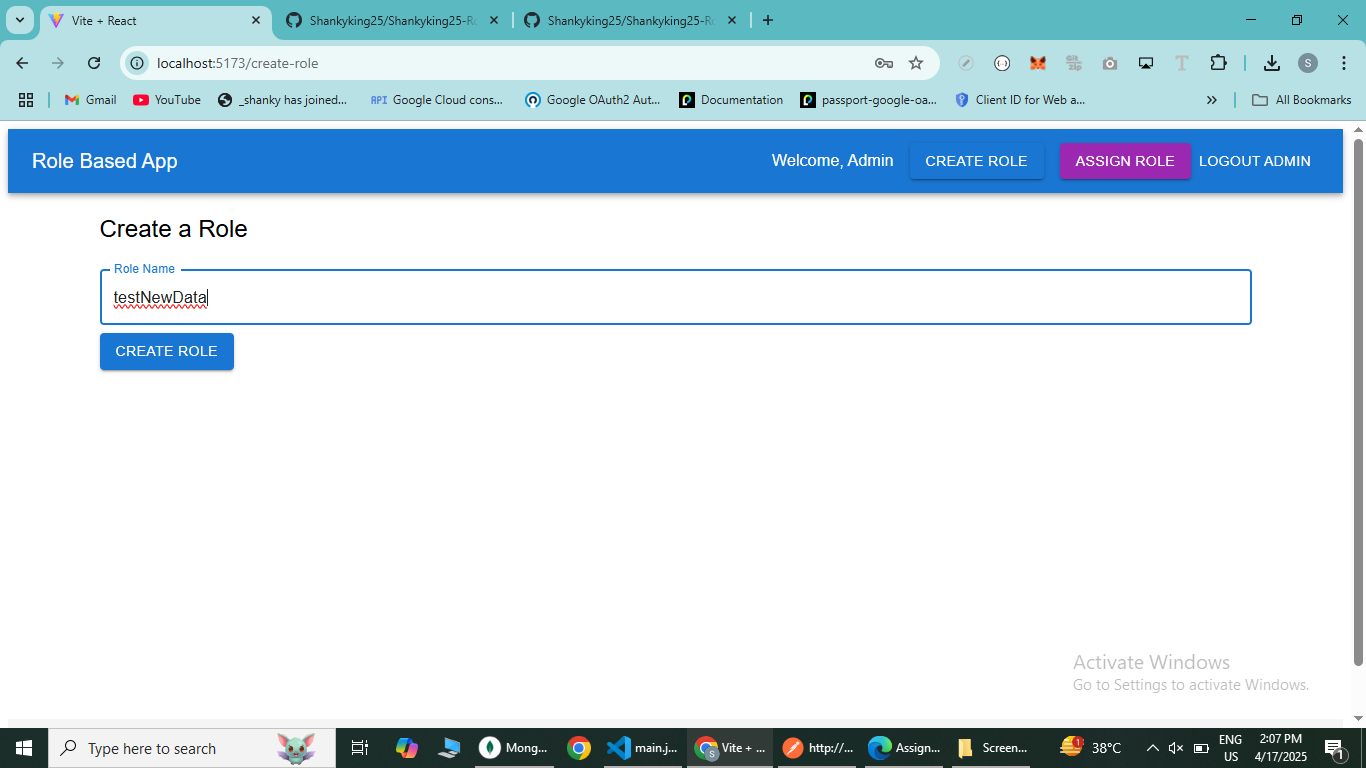 Vite + React
Shankyking25/Shankyking25-Ro
Shankyking25/Shankyking25-Ro
localhost:5173/create-role
S
Gmail
YouTube
_shanky has joined...
API Google Cloud cons...
Google OAuth2 Aut...
Documentation
passport-google-oa...
Client ID for Web a...
All Bookmarks
Role Based App
Welcome, Admin
CREATE ROLE
ASSIGN ROLE
LOGOUT ADMIN
Create a Role
Role Name
testNewData
CREATE ROLE
Activate Windows
Go to Settings to activate Windows.
Type here to search
Mong...
main.j...
Vite + ...
http://...
Assign...
Screen...
1
38°C
ENG
US
2:07 PM
4/17/2025
1